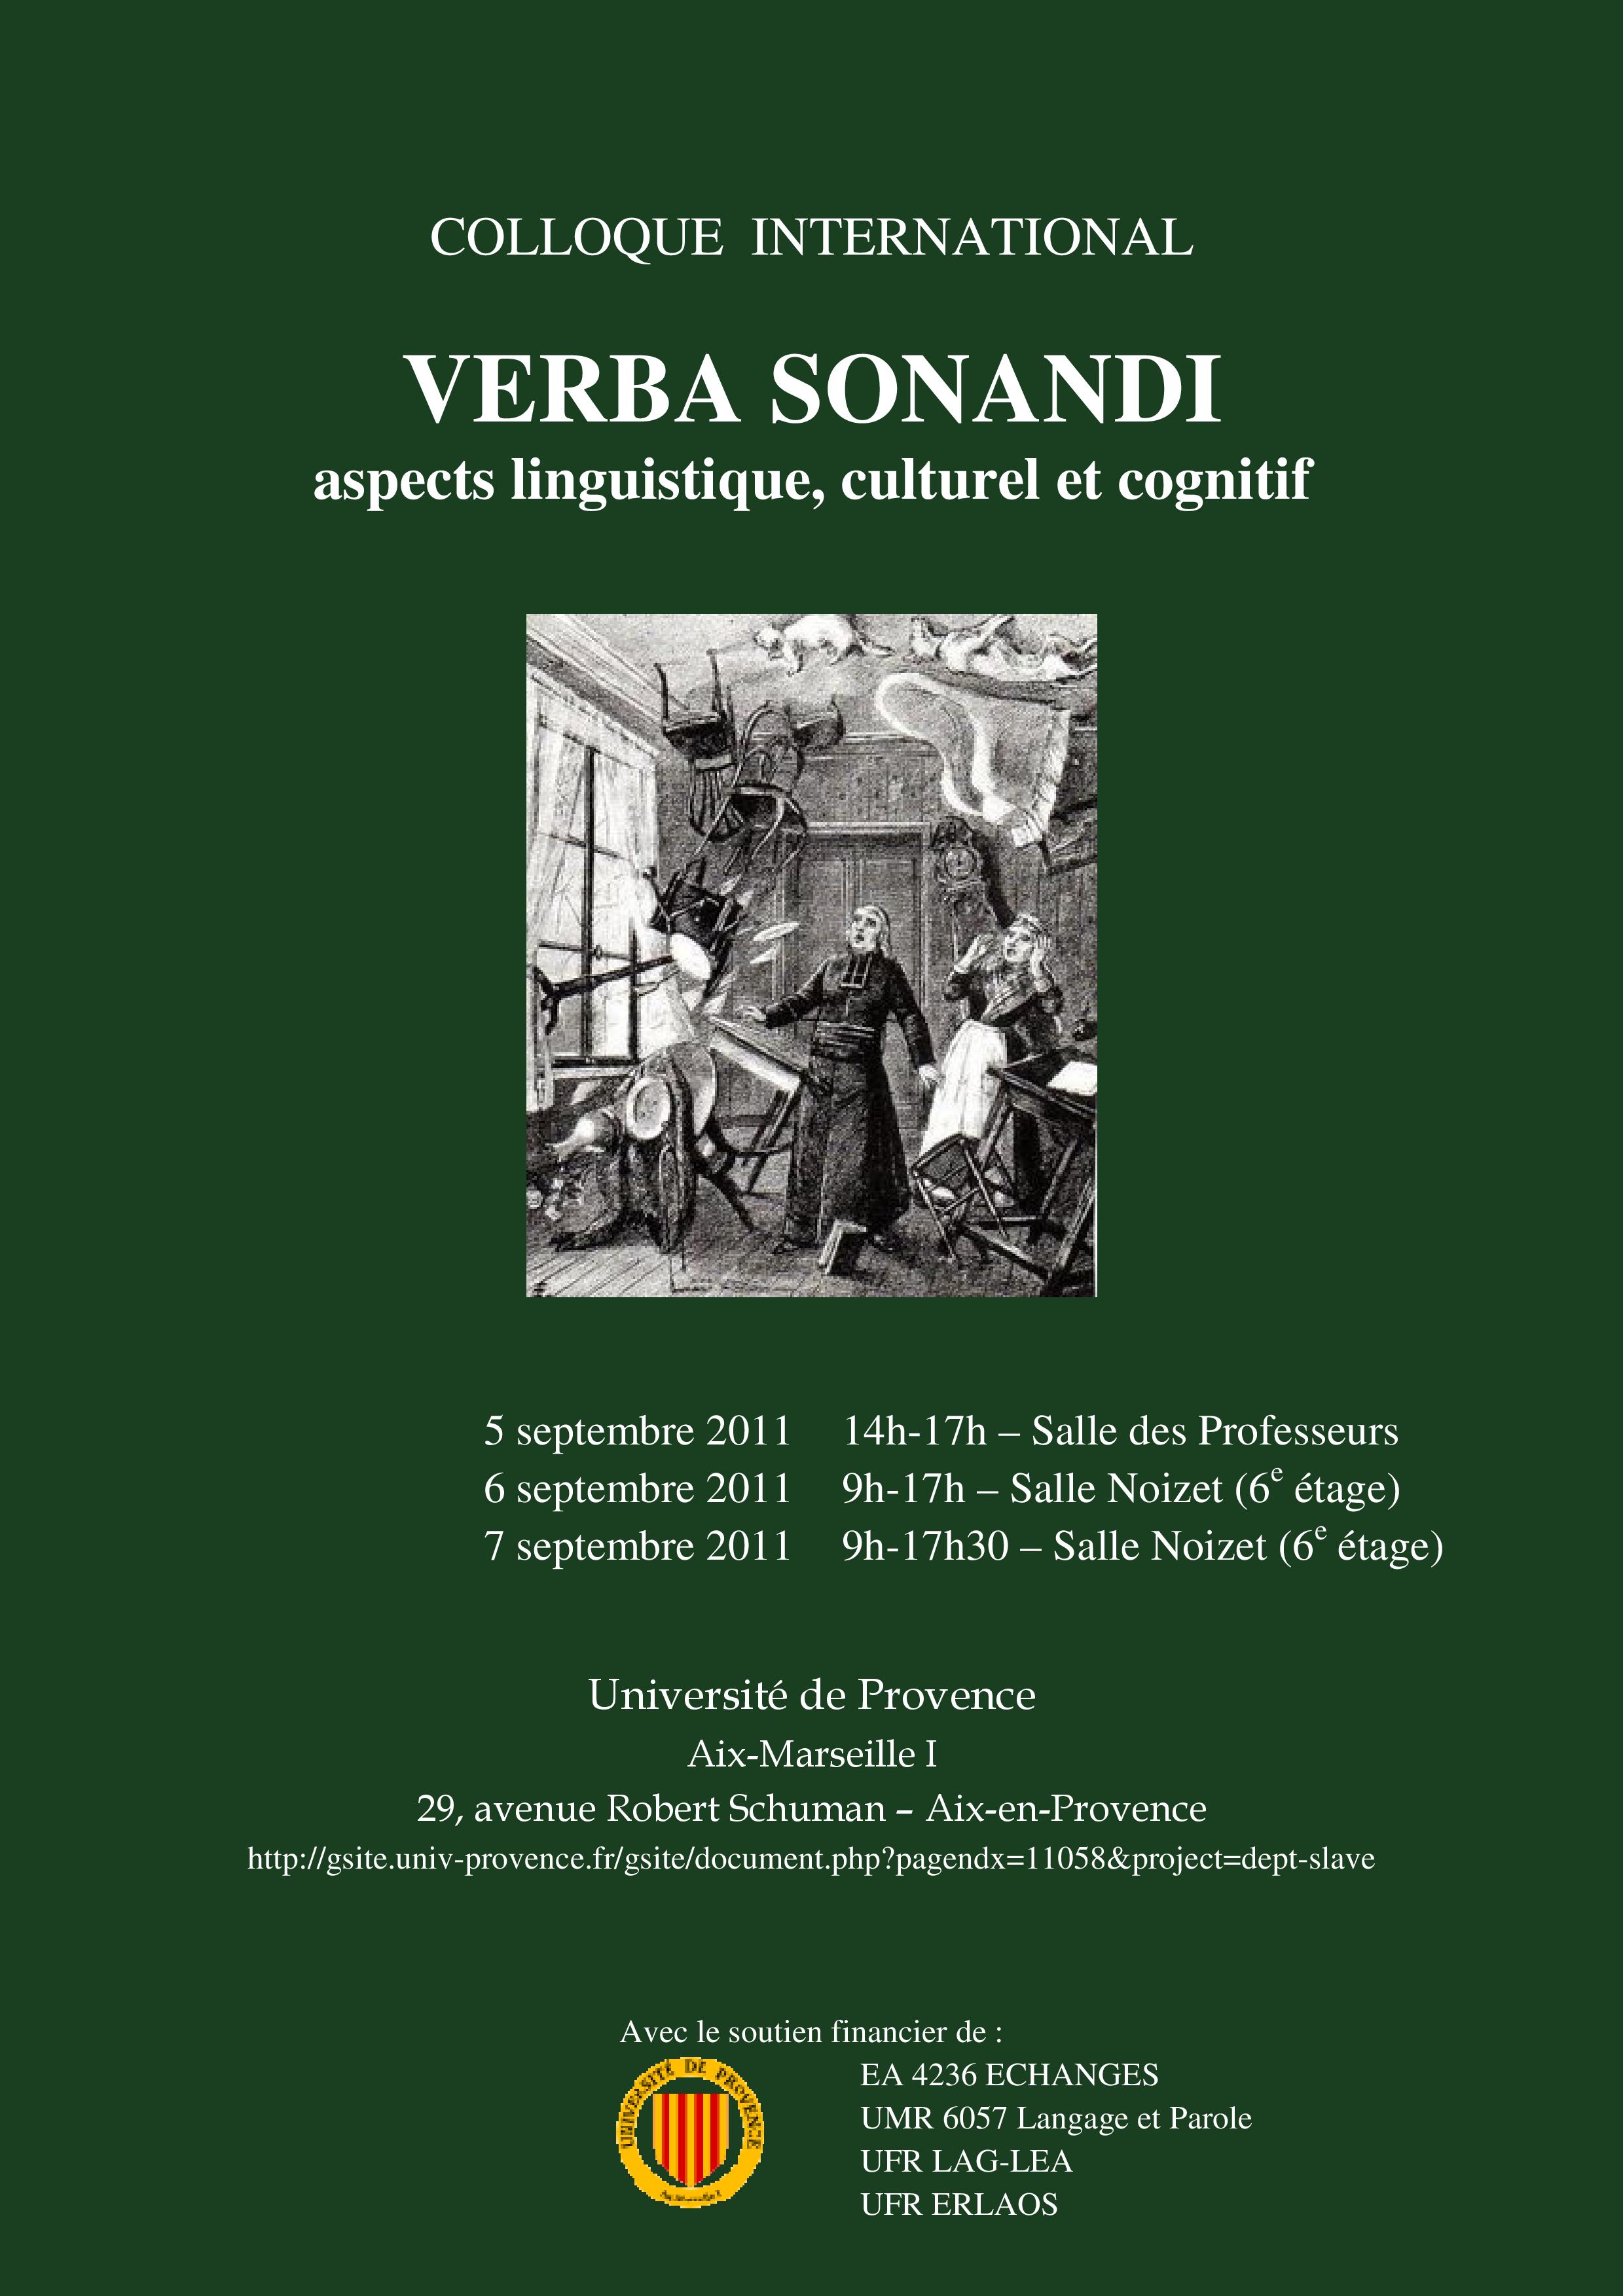 COLLOQUE INTERNATIONAL
VERBA SONANDI
aspects linguistique, culturel et cognitif
5 septembre 2011 14h-17h – Salle des Professeurs
6 septembre 2011 9h-17h – Salle Noizet (6e étage)
7 septembre 2011 9h-17h30 – Salle Noizet (6e étage)
Université de Provence
Aix-Marseille I
29, avenue Robert Schuman – Aix-en-Provence
http://gsite.univ-provence.fr/gsite/document.php?pagendx=11058&project=dept-slave
Avec le soutien financier de :
UNIVERSITÉ DE PROVENCE
EA 4236 ECHANGES
UMR 6057 Langage et Parole
UFR LAG-LEA
UFR ERLAOS